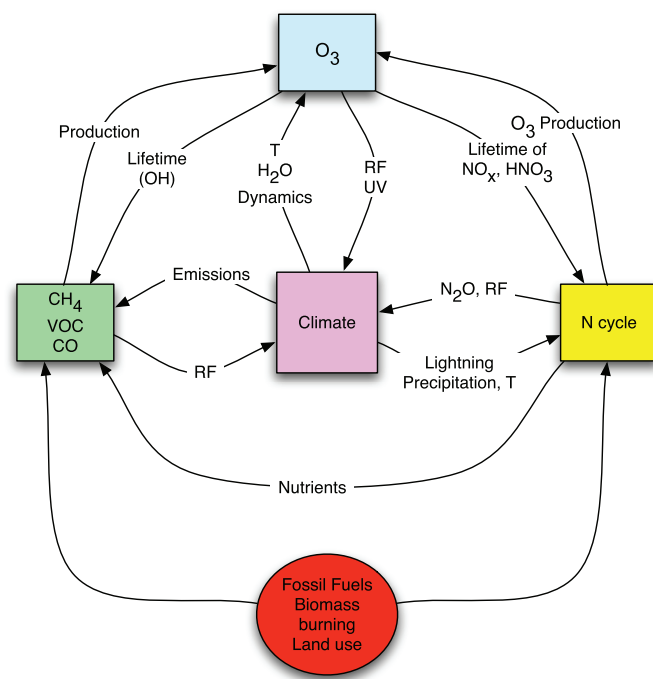 O3
Production
Lifetime
(OH)
T
H2O
Dynamics
RF
UV
O3 Production
Lifetime of
NOx, HNO3
Emissions
CH4
VOC
CO
RF
Climate
N2O, RF
Lightning
Precipitation, T
N cycle
Nutrients
Fossil Fuels
Biomass
burning
Land use